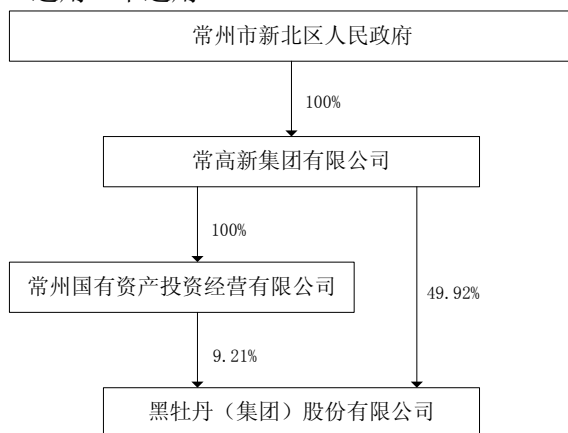 常州市新北区人民政府
100%
常高新集团有限公司
100%
常州国有资产投资经营有限公司
49.92%
9.21%
黑牡丹（集团）股份有限公司